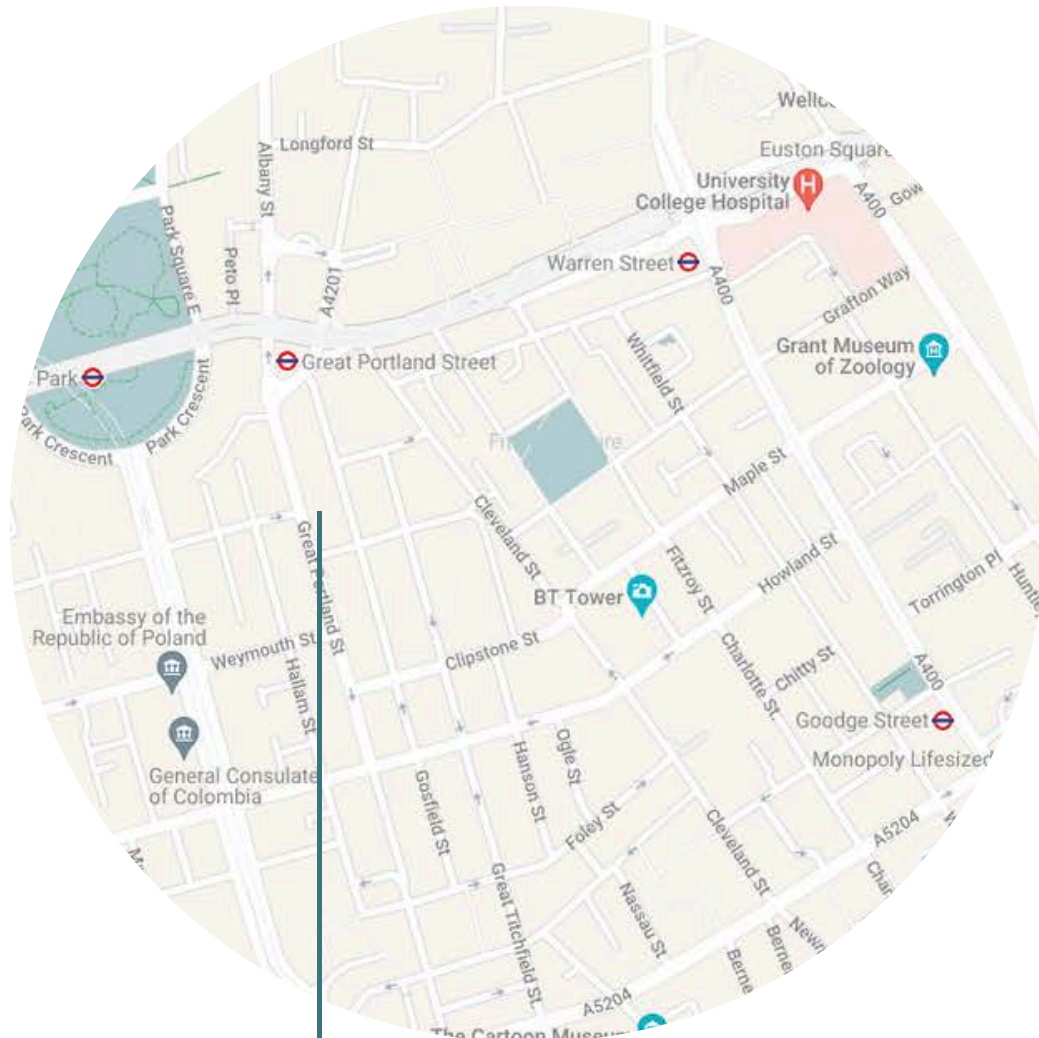 Wellc
Euston Square
University
College Hospital
H
A400
Gow
Longford St
Albany St
Park Square E
Peto Pl
A4201
Warren Street
A400
Grafton Way
Grant Museum
of Zoology
Great Portland Street
Park
Park Crescent
Park Crescent
Whitfield St
Maple St
Cleveland St
Great Portland St
Fitzroy St
Howland St
Torrington Pl
BT Tower
Embassy of the
Republic of Poland
Weymouth St
Clipstone St
Hallam St
Charlotte St.
Chitty St
A400
Goodge Street
Monopoly Lifesized
General Consulate
of Colombia
Gosfield St
Hanson St
Ogle St
Foley St
Cleveland St
A5204
Great Titchfield St.
Nassau St
Char
Newn
Berne
Berne
A5204
The Cartoon Museum